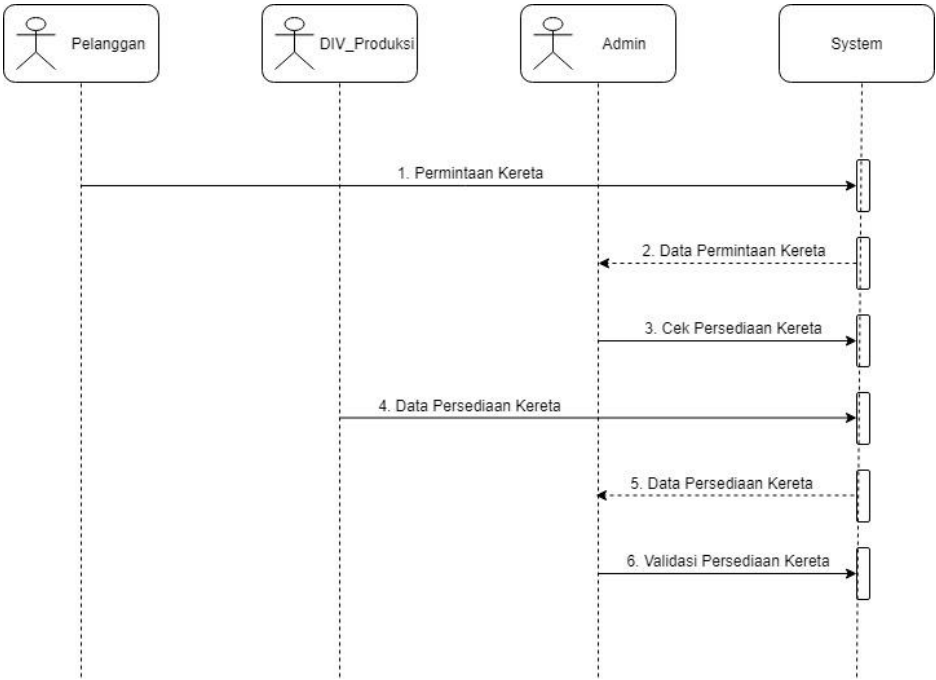 Pelanggan
DIV_Produksi
Admin
System
1. Permintaan Kereta
2. Data Permintaan Kereta
3. Cek Persediaan Kereta
4. Data Persediaan Kereta
5. Data Persediaan Kereta
6. Validasi Persediaan Kereta